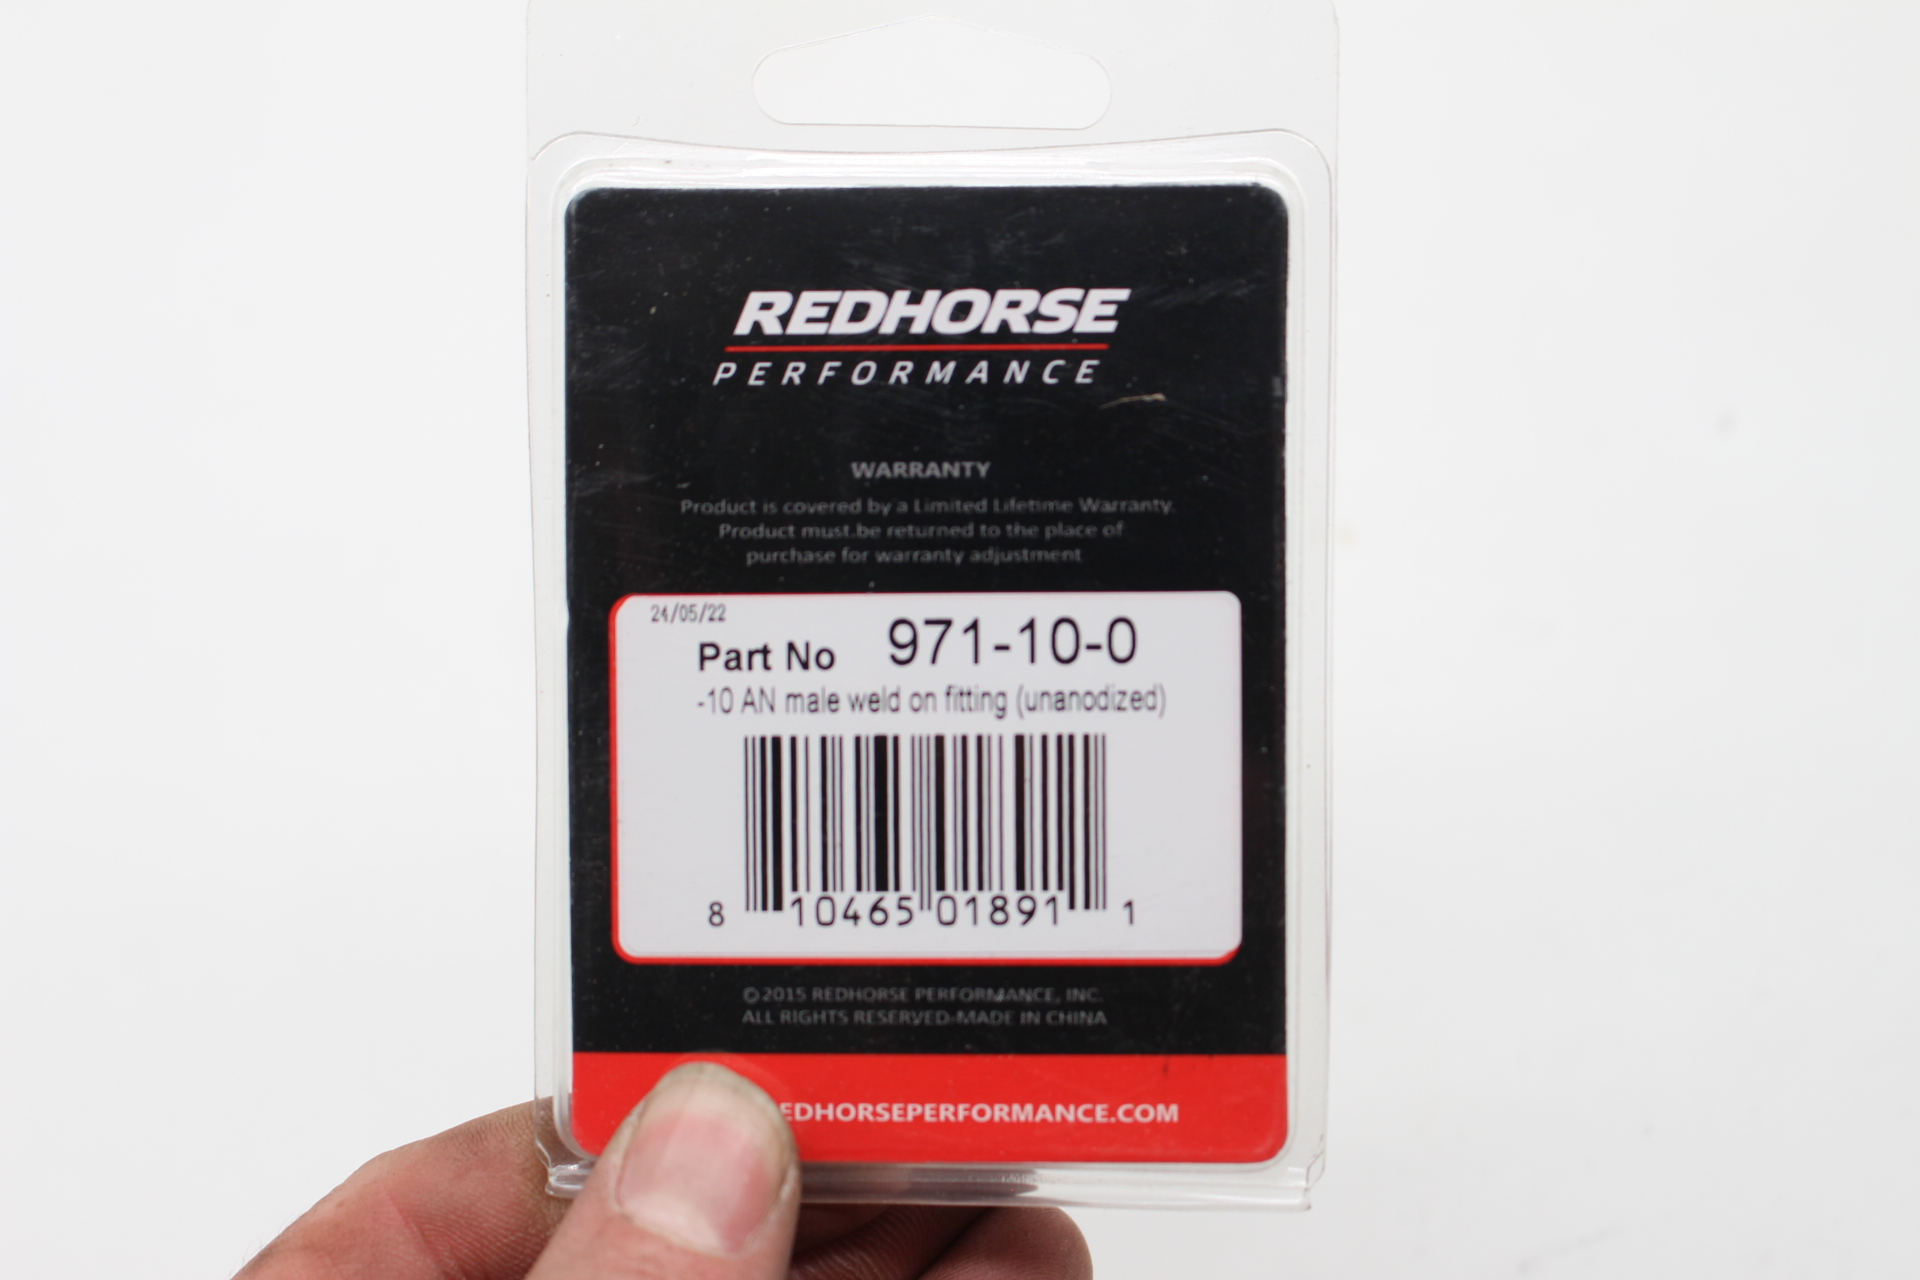 REDHORSE
PERFORMANCE
WARRANTY
Product is covered by a Limited Lifetime Warranty.
Product must be returned to the place of
purchase for warranty adjustment
24/05/22
Part No 971-10-0
-10 AN male weld on fitting (unanodized)
8 10465 01891 1
©2015 REDHORSE PERFORMANCE, INC.
ALL RIGHTS RESERVED-MADE IN CHINA
EDHORSEPERFORMANCE.COM